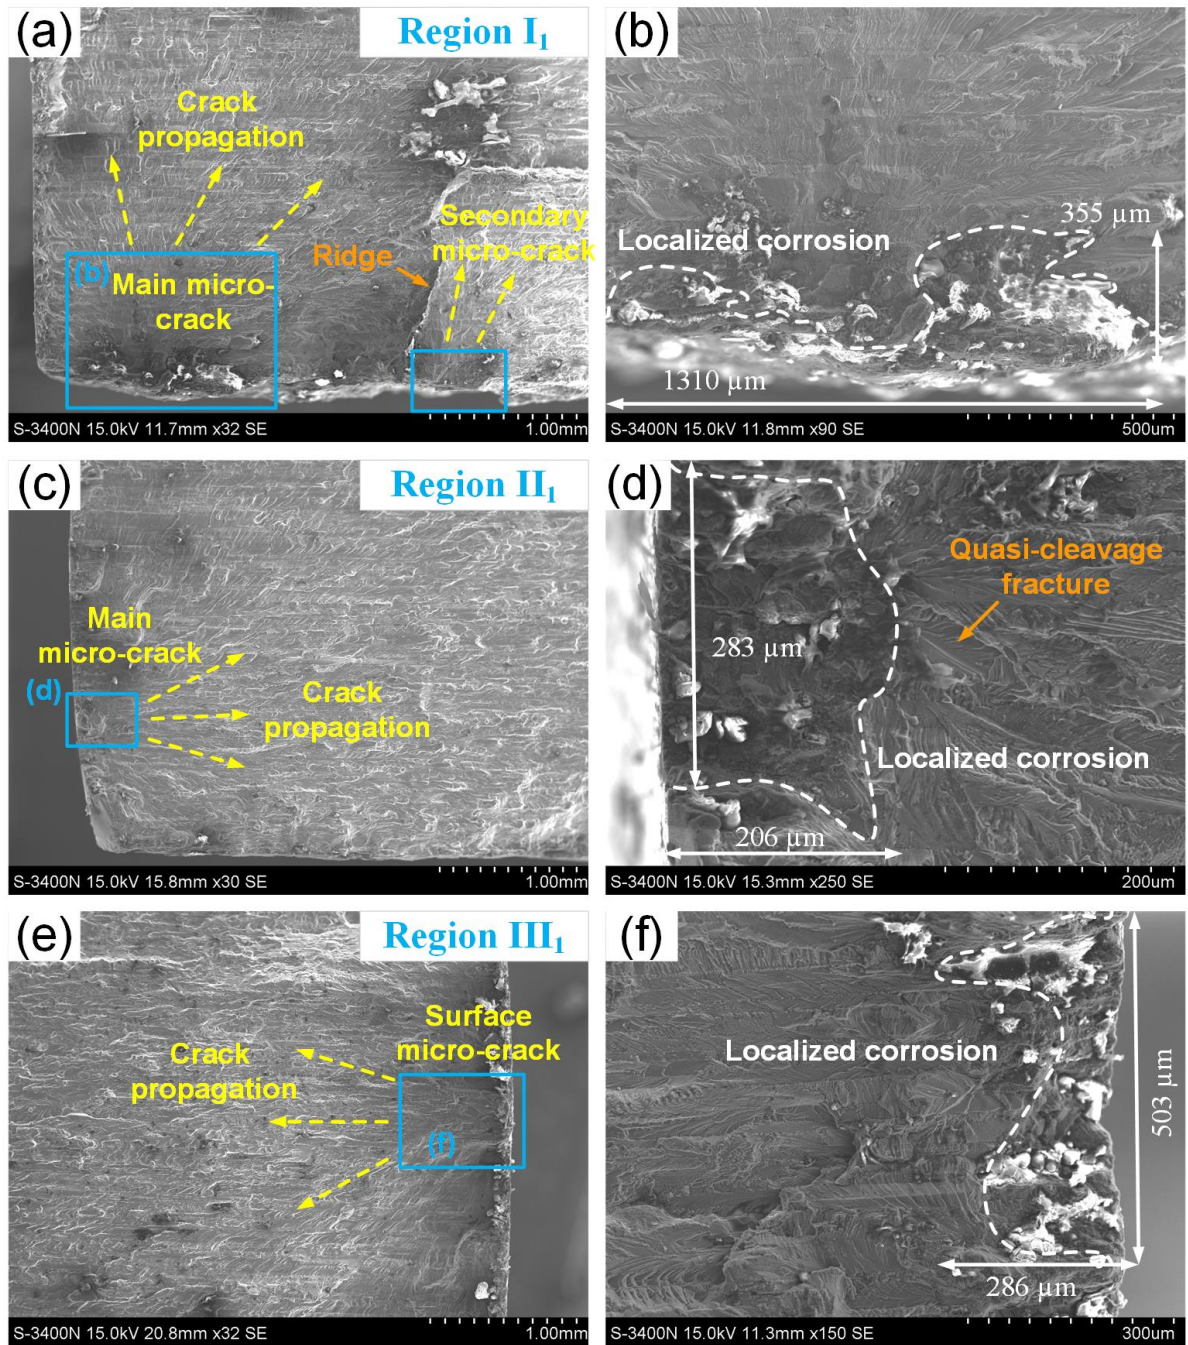 (a)
Region I₁
Crack
propagation
Secondary
micro-crack
Ridge
(b)
Main micro-
crack
S-3400N 15.0kV 11.7mm x32 SE
1.00mm
(b)
355 µm
Localized corrosion
1310 µm
S-3400N 15.0kV 11.8mm x90 SE
500um
(c)
Region II₁
Main
micro-crack
(d)
Crack
propagation
S-3400N 15.0kV 15.8mm x30 SE
1.00mm
(d)
Quasi-cleavage
fracture
283 µm
Localized corrosion
206 µm
S-3400N 15.0kV 15.3mm x250 SE
200um
(e)
Region III₁
Surface
micro-crack
Crack
propagation
(f)
S-3400N 15.0kV 20.8mm x32 SE
1.00mm
(f)
Localized corrosion
503 µm
286 µm
S-3400N 15.0kV 11.3mm x150 SE
300um